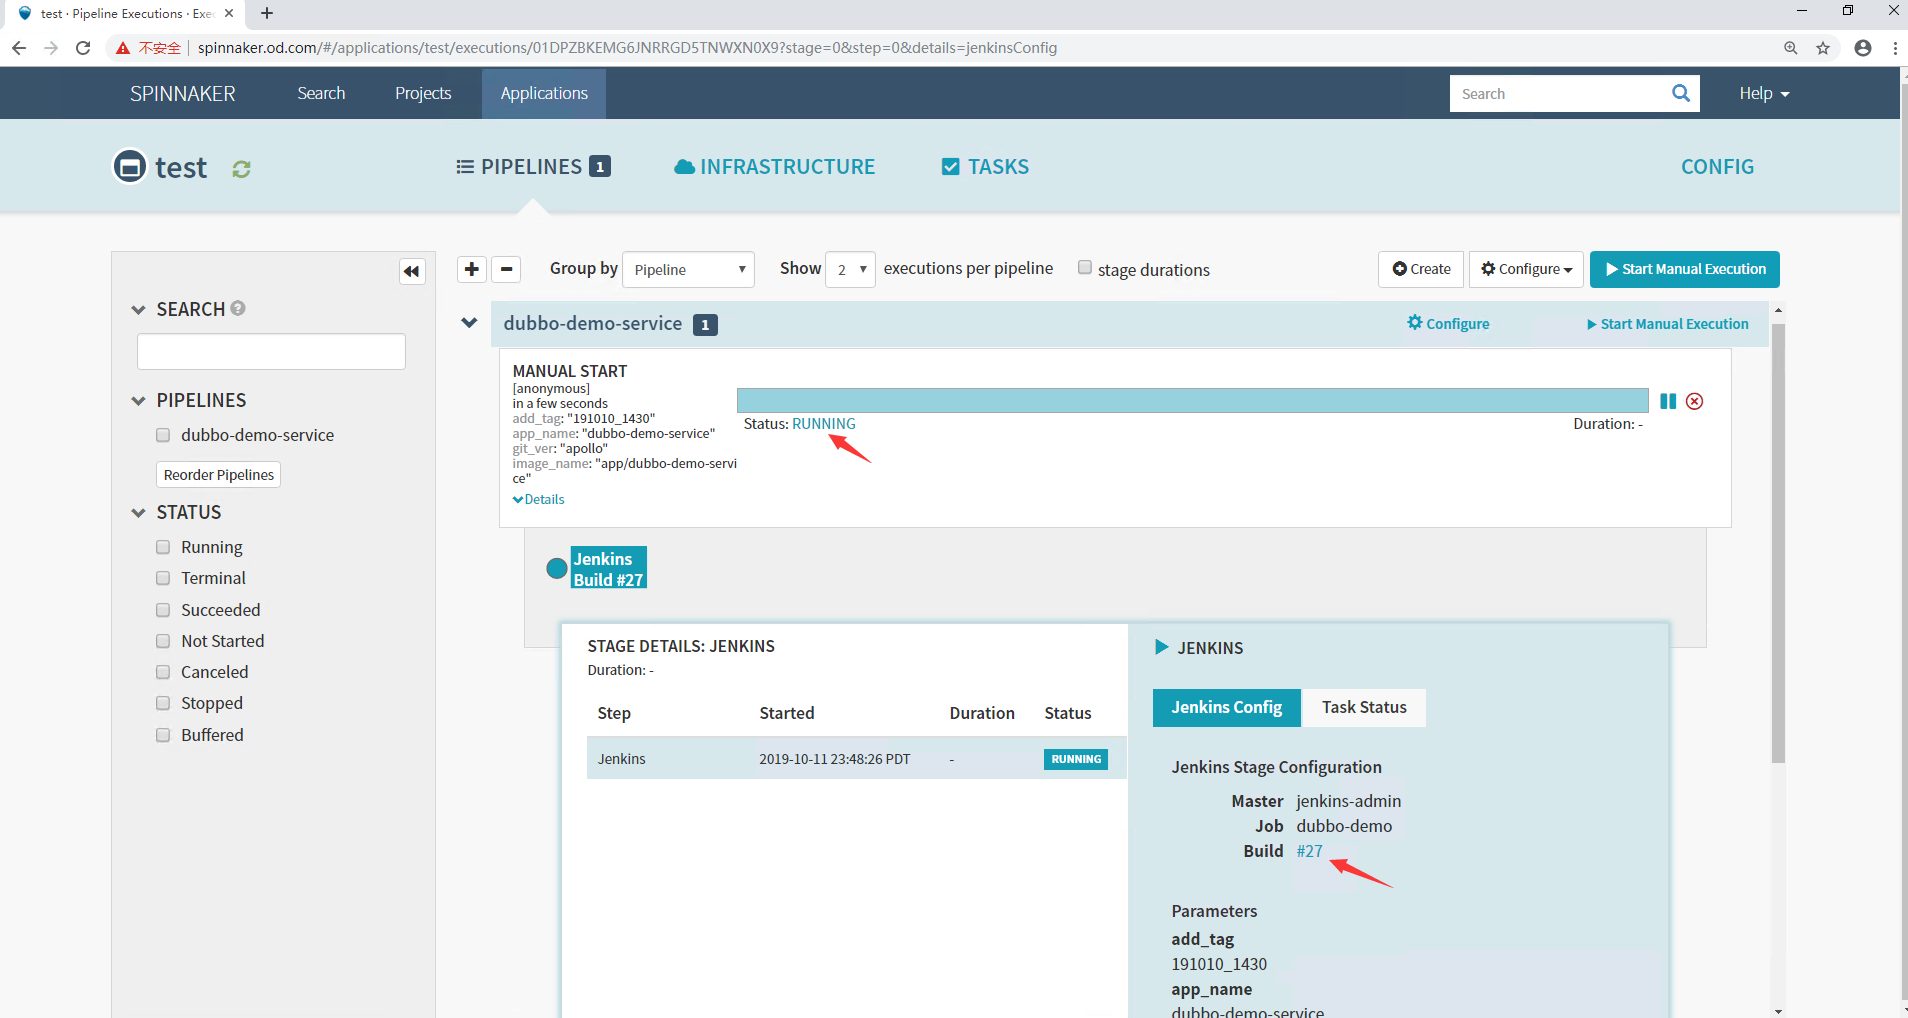 test · Pipeline Executions · Exe
不安全 spinnaker.od.com/#/applications/test/executions/01DPZBKEMG6JNRRGD5TNWXN0X9?stage=0&step=0&details=jenkinsConfig
SPINNAKER Search Projects Applications Search Help
test PIPELINES 1 INFRASTRUCTURE TASKS CONFIG
Group by Pipeline Show 2 executions per pipeline stage durations Create Configure Start Manual Execution
SEARCH
PIPELINES
dubbo-demo-service
Reorder Pipelines
STATUS
Running
Terminal
Succeeded
Not Started
Canceled
Stopped
Buffered
dubbo-demo-service 1 Configure Start Manual Execution
MANUAL START
[anonymous]
in a few seconds
add_tag: "191010_1430"
app_name: "dubbo-demo-service"
git_ver: "apollo"
image_name: "app/dubbo-demo-servi
ce"
Details
Status: RUNNING Duration: -
Jenkins
Build #27
STAGE DETAILS: JENKINS
Duration: -
Step Started Duration Status
Jenkins 2019-10-11 23:48:26 PDT - RUNNING
JENKINS
Jenkins Config Task Status
Jenkins Stage Configuration
Master jenkins-admin
Job dubbo-demo
Build #27
Parameters
add_tag
191010_1430
app_name
dubbo-demo-service